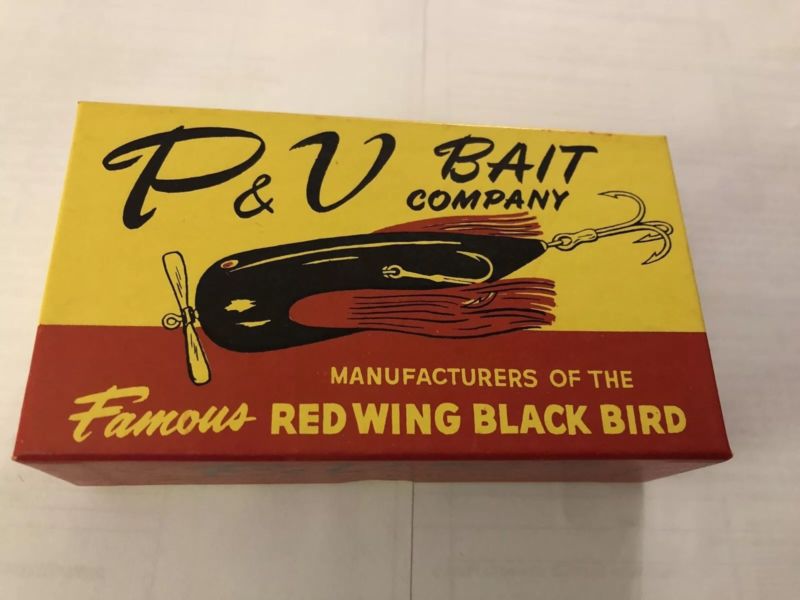 P & V BAIT
COMPANY
MANUFACTURERS OF THE
Famous RED WING BLACK BIRD